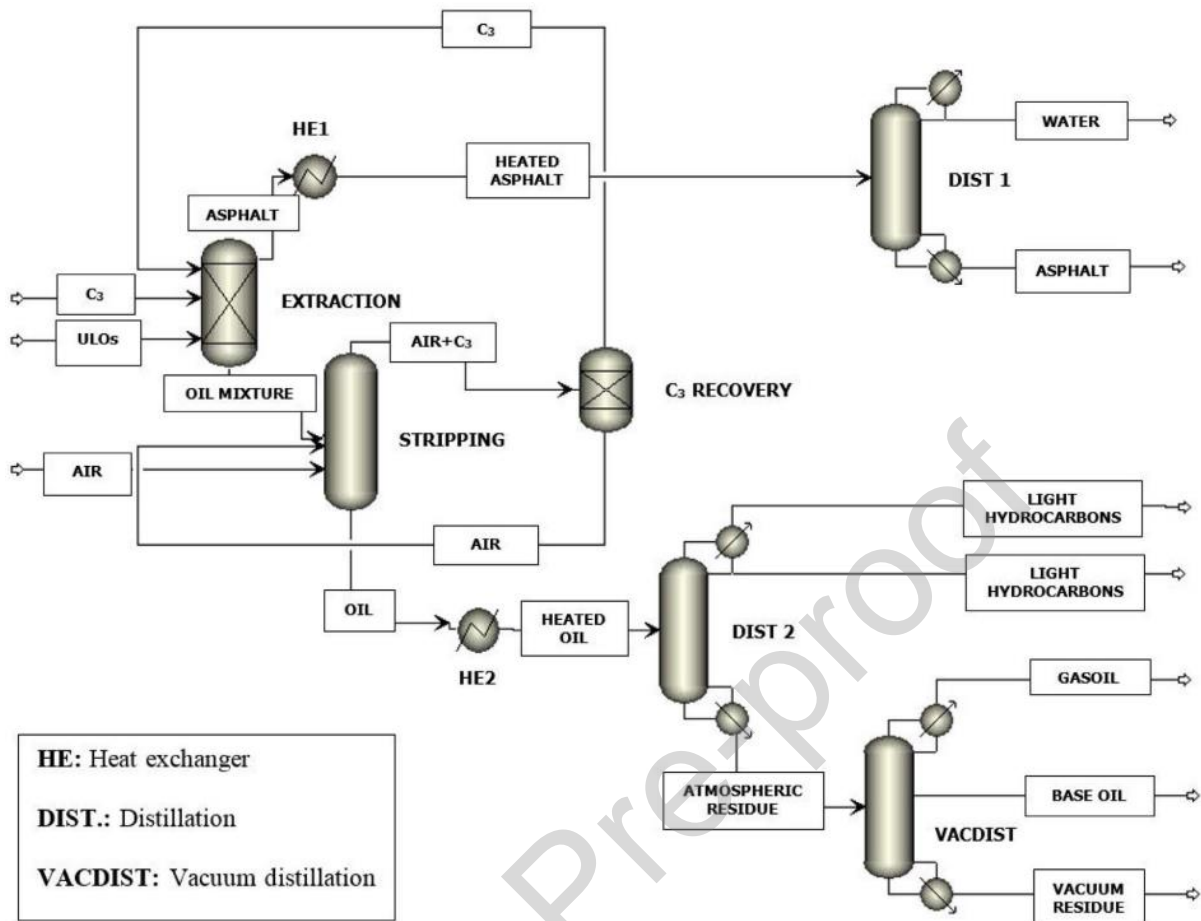 C₃
HE1
HEATED
ASPHALT
WATER
DIST 1
ASPHALT
ASPHALT
C₃
EXTRACTION
ULOs
AIR+C₃
OIL MIXTURE
C₃ RECOVERY
STRIPPING
AIR
AIR
LIGHT
HYDROCARBONS
LIGHT
HYDROCARBONS
OIL
HEATED
OIL
DIST 2
HE2
GASOIL
ATMOSPHERIC
RESIDUE
BASE OIL
VACDIST
VACUUM
RESIDUE
HE: Heat exchanger
DIST.: Distillation
VACDIST: Vacuum distillation
Pre-proof